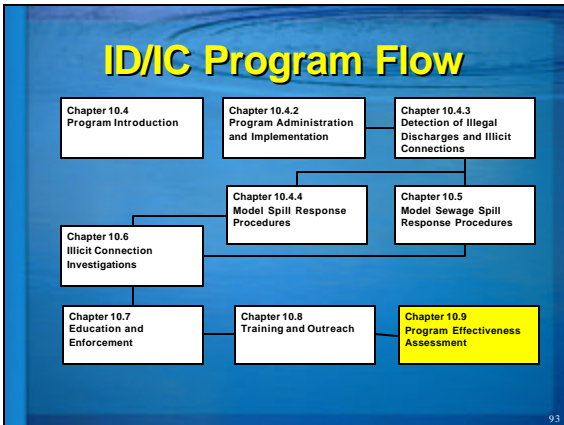 ID/IC Program Flow
Chapter 10.4
Program Introduction
Chapter 10.4.2
Program Administration
and Implementation
Chapter 10.4.3
Detection of Illegal
Discharges and Illicit
Connections
Chapter 10.4.4
Model Spill Response
Procedures
Chapter 10.5
Model Sewage Spill
Response Procedures
Chapter 10.6
Illicit Connection
Investigations
Chapter 10.7
Education and
Enforcement
Chapter 10.8
Training and Outreach
Chapter 10.9
Program Effectiveness
Assessment
93